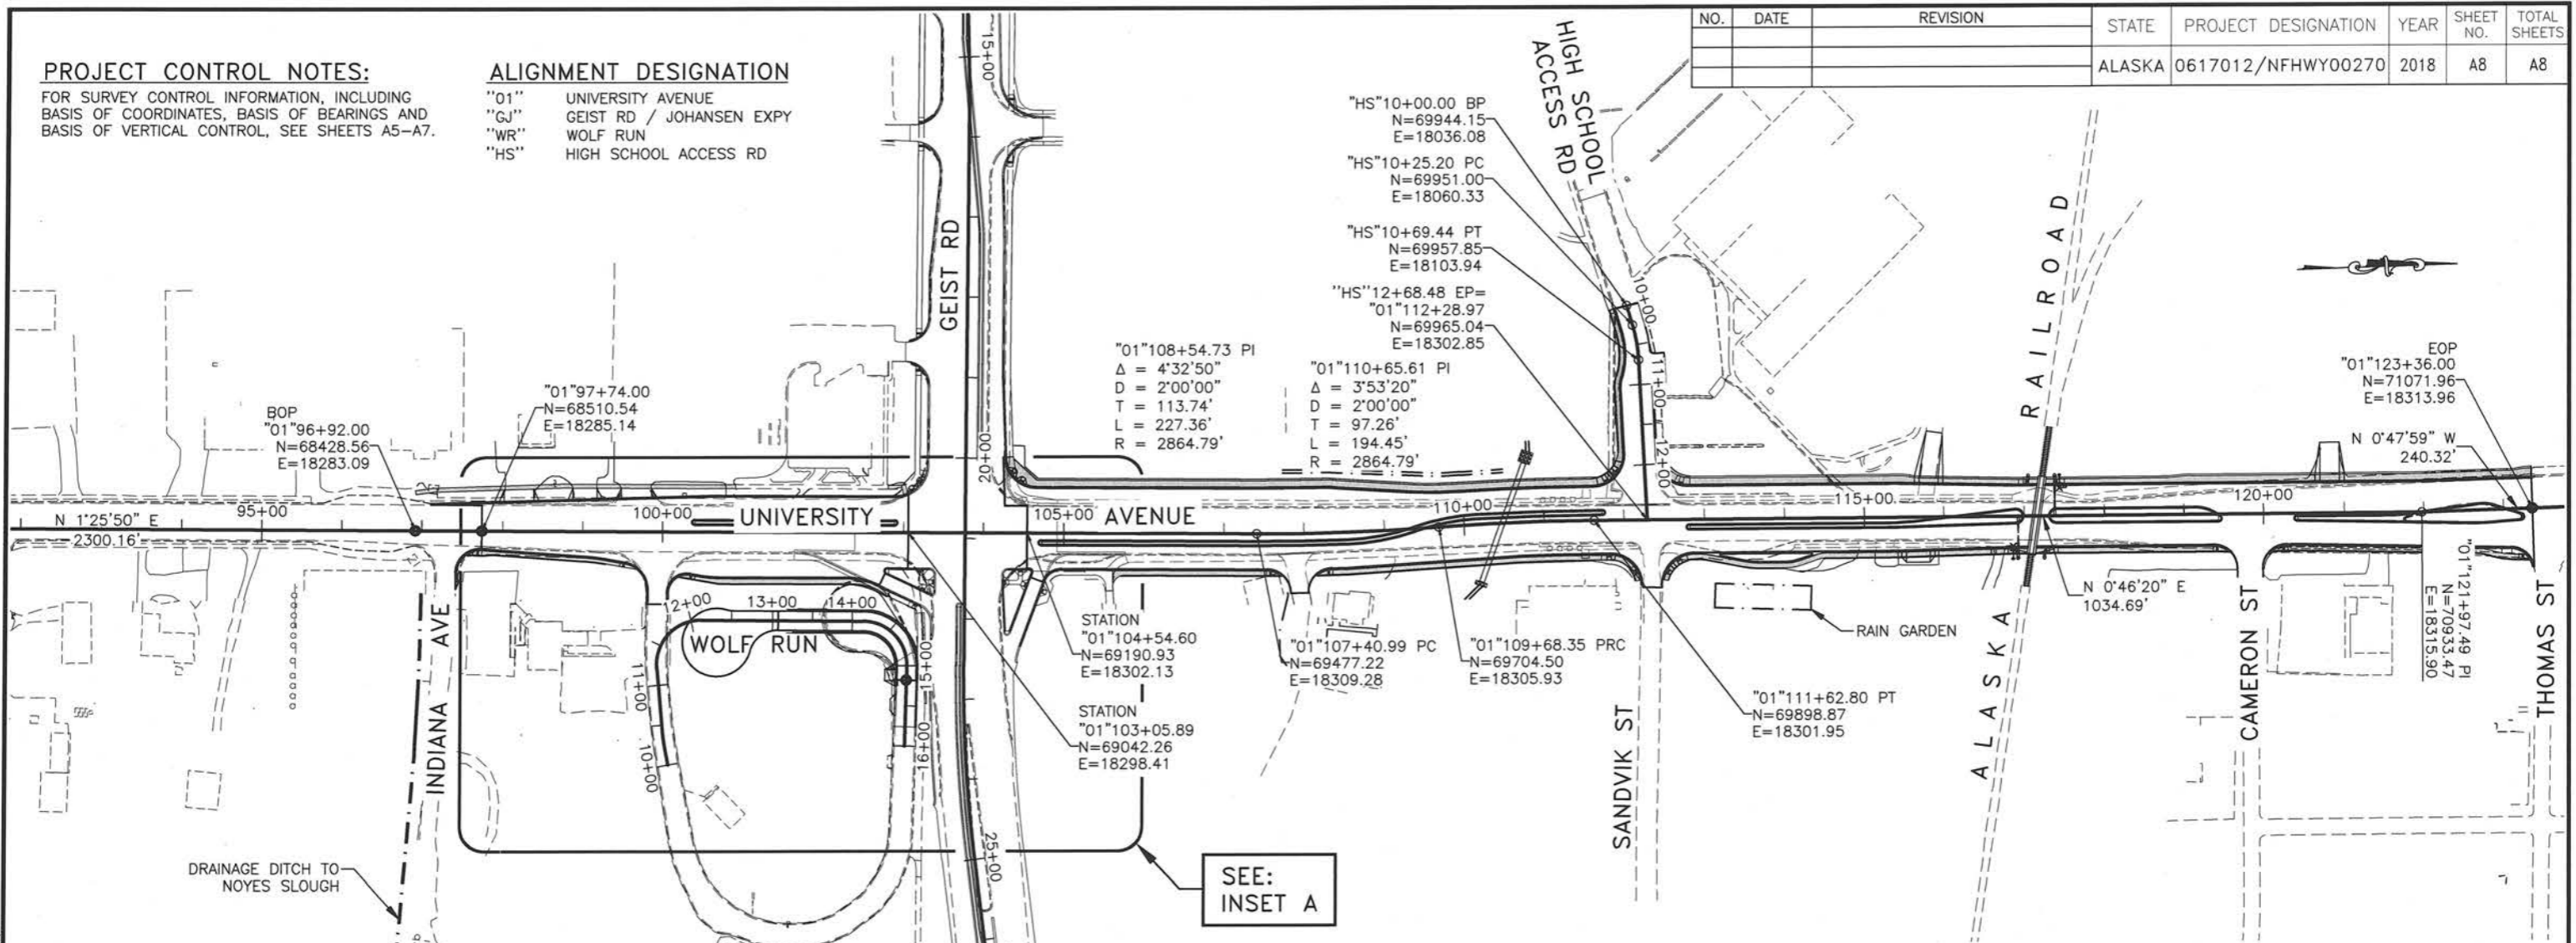 NO. DATE REVISION STATE PROJECT DESIGNATION YEAR SHEET NO. TOTAL SHEETS
ALASKA 0617012/NFHWY00270 2018 A8 A8
PROJECT CONTROL NOTES:
FOR SURVEY CONTROL INFORMATION, INCLUDING
BASIS OF COORDINATES, BASIS OF BEARINGS AND
BASIS OF VERTICAL CONTROL, SEE SHEETS A5-A7.
ALIGNMENT DESIGNATION
"01" UNIVERSITY AVENUE
"GJ" GEIST RD / JOHANSEN EXPY
"WR" WOLF RUN
"HS" HIGH SCHOOL ACCESS RD
15+00
GEIST RD
20+00
HIGH SCHOOL
ACCESS RD
"HS"10+00.00 BP
N=69944.15
E=18036.08
"HS"10+25.20 PC
N=69951.00
E=18060.33
"HS"10+69.44 PT
N=69957.85
E=18103.94
"HS"12+68.48 EP=
"01"112+28.97
N=69965.04
E=18302.85
10+00
11+00
12+00
BOP
"01"96+92.00
N=68428.56
E=18283.09
"01"97+74.00
N=68510.54
E=18285.14
"01"108+54.73 PI
Δ = 4°32'50"
D = 2°00'00"
T = 113.74'
L = 227.36'
R = 2864.79'
"01"110+65.61 PI
Δ = 3°53'20"
D = 2°00'00"
T = 97.26'
L = 194.45'
R = 2864.79'
ALASKA RAILROAD
EOP
"01"123+36.00
N=71071.96
E=18313.96
N 0°47'59" W
240.32'
N 1°25'50" E
2300.16'
95+00
100+00
UNIVERSITY AVENUE
105+00
110+00
115+00
120+00
N 0°46'20" E
1034.69'
"01"121+97.49 PI
N=70933.47
E=18315.90
INDIANA AVE
WOLF RUN
10+00
11+00
12+00
13+00
14+00
15+00
16+00
25+00
STATION
"01"104+54.60
N=69190.93
E=18302.13
STATION
"01"103+05.89
N=69042.26
E=18298.41
"01"107+40.99 PC
N=69477.22
E=18309.28
"01"109+68.35 PRC
N=69704.50
E=18305.93
"01"111+62.80 PT
N=69898.87
E=18301.95
RAIN GARDEN
SANDVIK ST
CAMERON ST
THOMAS ST
DRAINAGE DITCH TO
NOYES SLOUGH
SEE:
INSET A